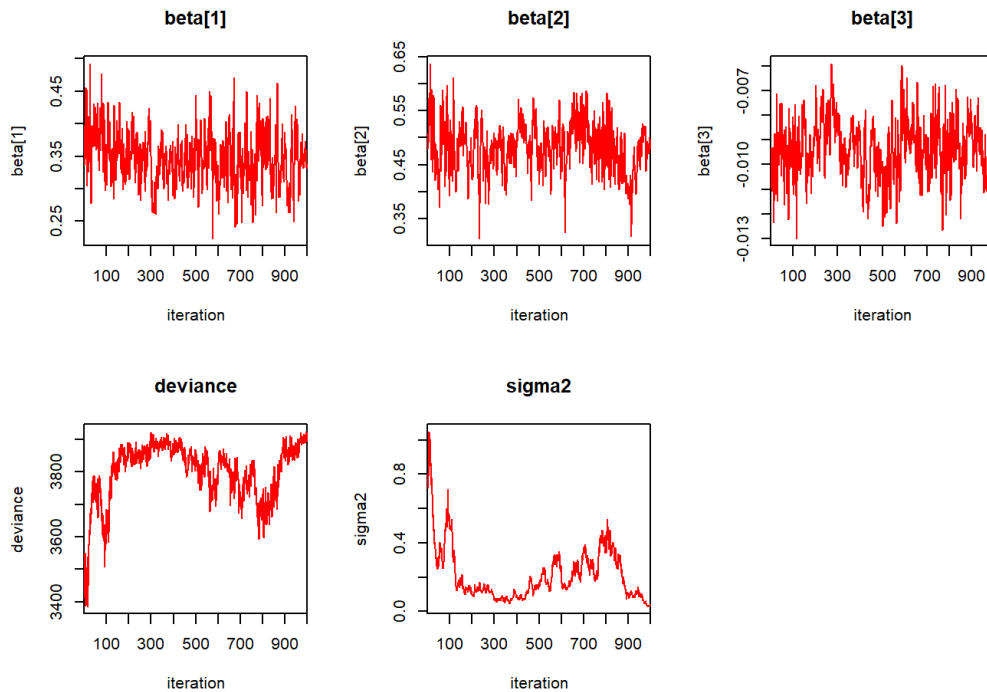 beta[1]
beta[2]
beta[3]
beta[1]
0.25 0.35 0.45
beta[2]
0.35 0.45 0.55 0.65
beta[3]
-0.013 -0.010 -0.007
100 300 500 700 900
100 300 500 700 900
100 300 500 700 900
iteration
iteration
iteration
deviance
sigma2
deviance
3400 3600 3800
sigma2
0.0 0.4 0.8
100 300 500 700 900
100 300 500 700 900
iteration
iteration